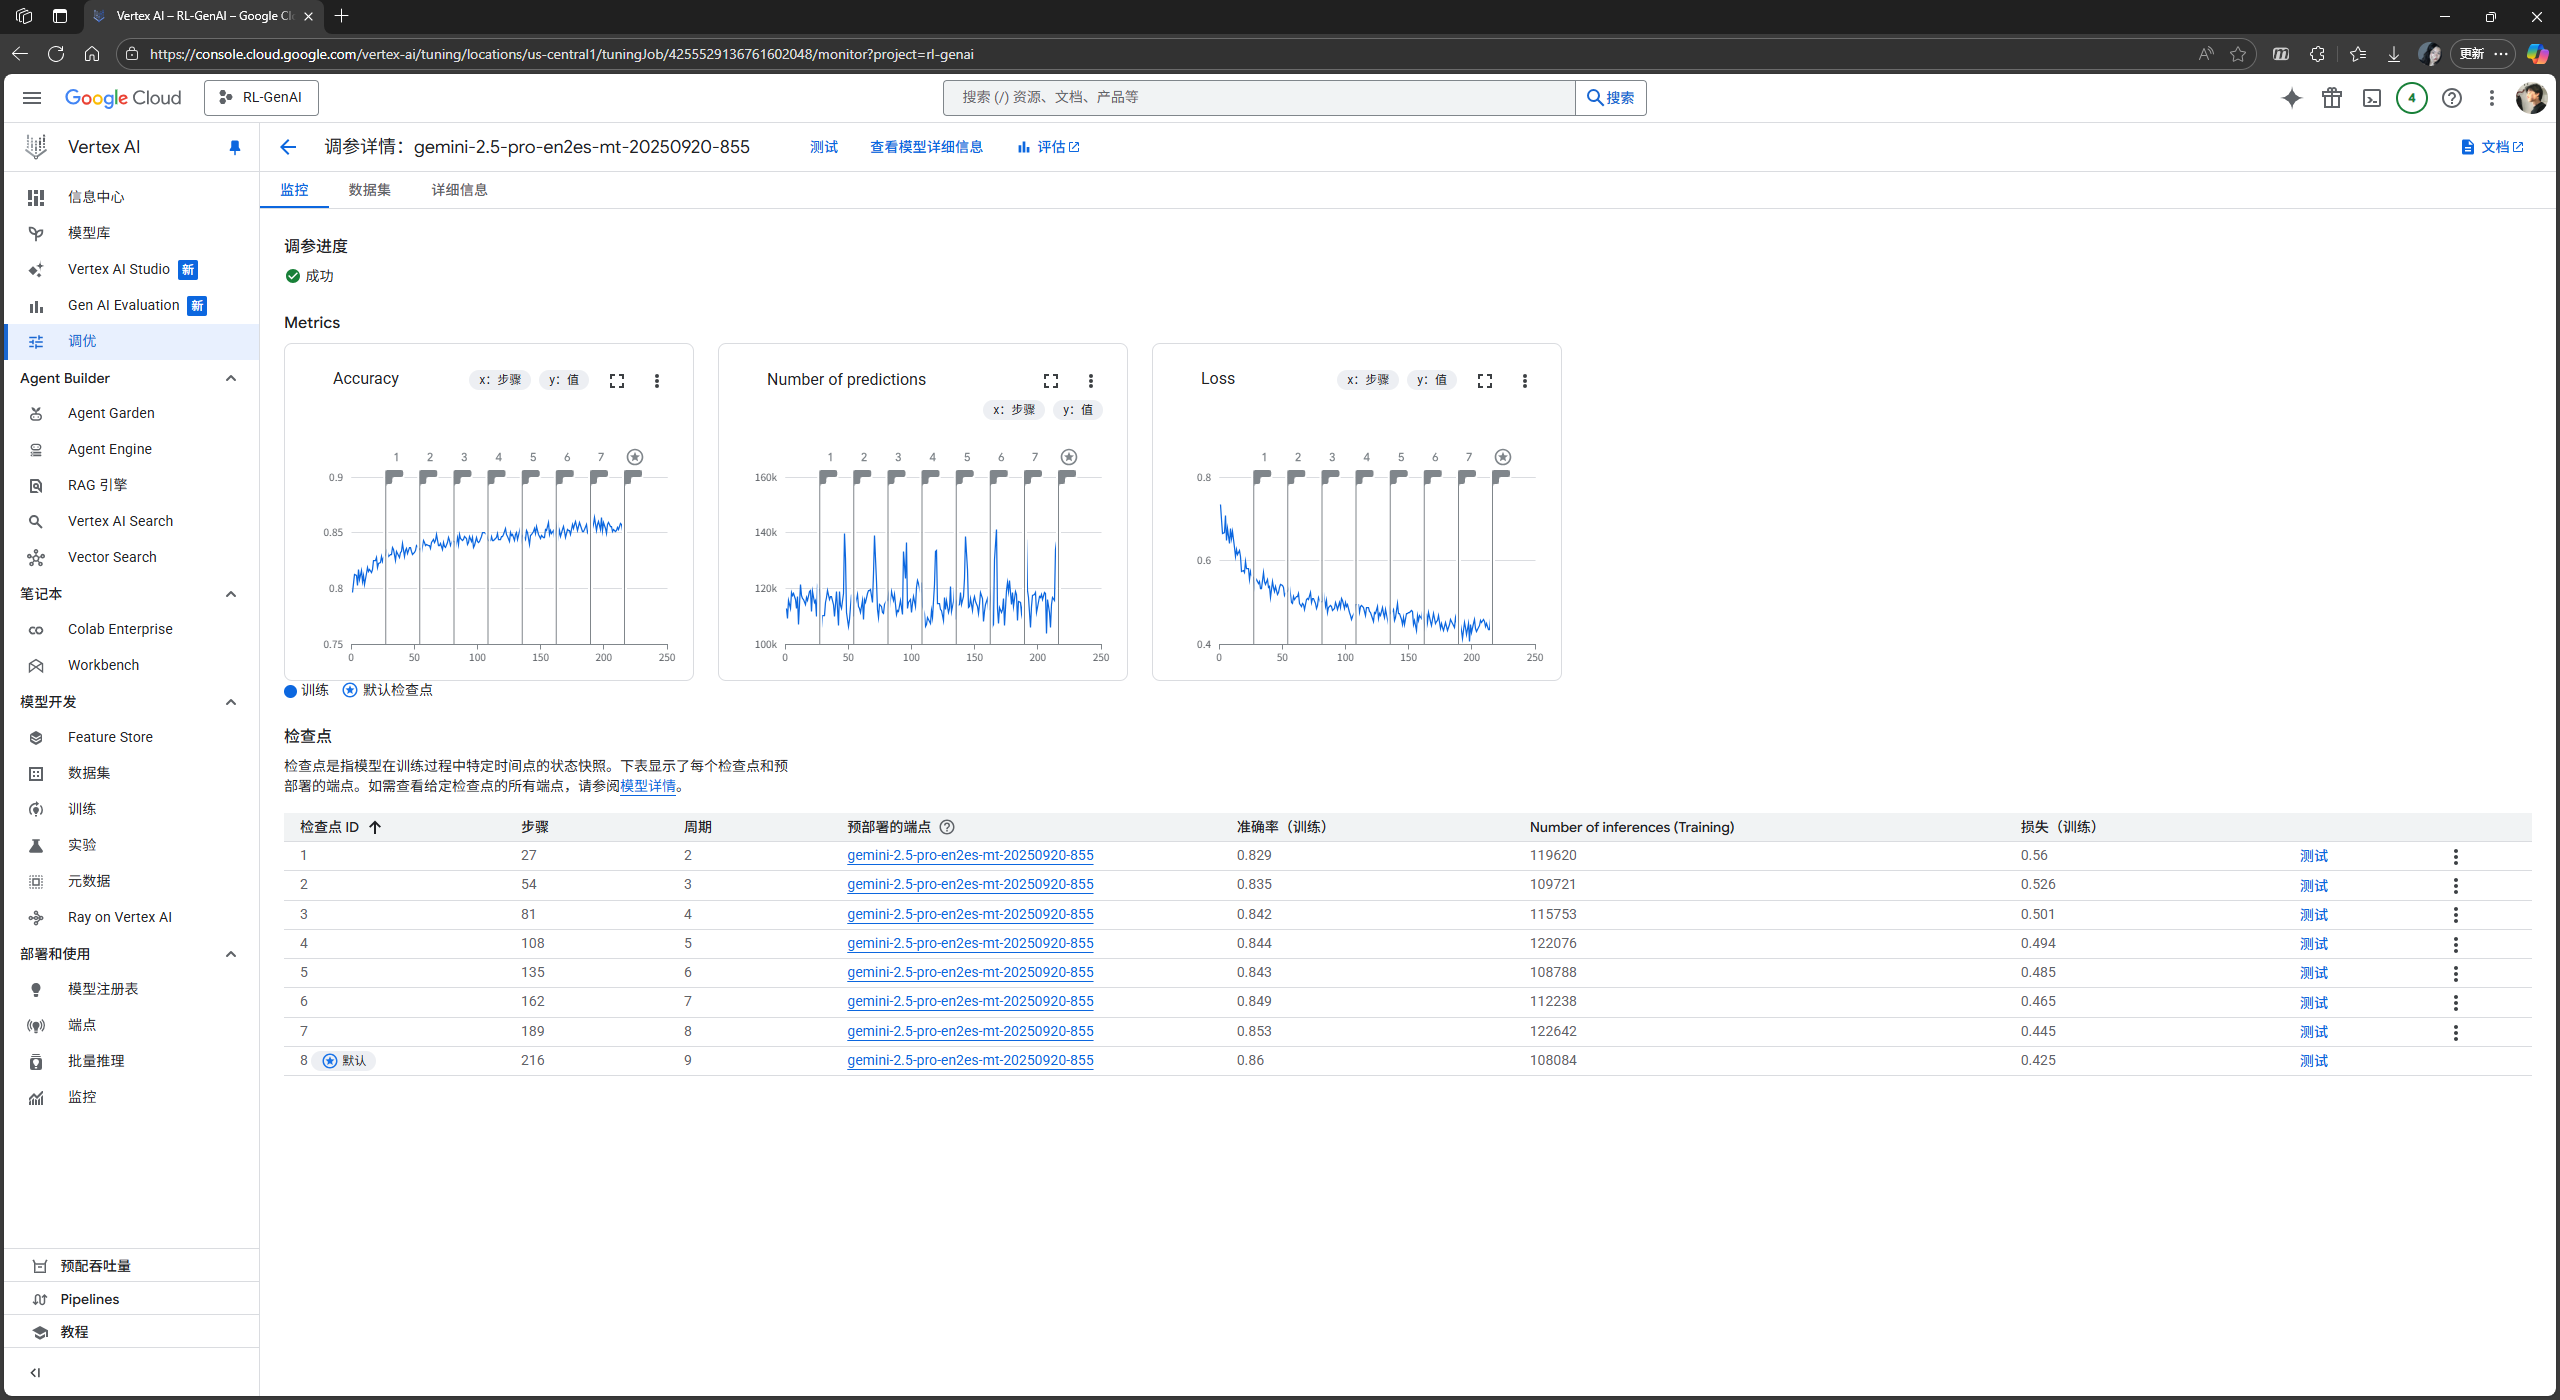 Vertex AI – RL-GenAI – Google Cl
https://console.cloud.google.com/vertex-ai/tuning/locations/us-central1/tuningJob/4255529136761602048/monitor?project=rl-genai
更新
Google Cloud
RL-GenAI
搜索 (/) 资源、文档、产品等
搜索
4
Vertex AI
调参详情：gemini-2.5-pro-en2es-mt-20250920-855
测试
查看模型详细信息
评估
文档
监控
数据集
详细信息
信息中心
模型库
Vertex AI Studio 新
Gen AI Evaluation 新
调优
Agent Builder
Agent Garden
Agent Engine
RAG 引擎
Vertex AI Search
Vector Search
笔记本
Colab Enterprise
Workbench
模型开发
Feature Store
数据集
训练
实验
元数据
Ray on Vertex AI
部署和使用
模型注册表
端点
批量推理
监控
预配吞吐量
Pipelines
教程
调参进度
成功
Metrics
Accuracy
x：步骤 y：值
1 2 3 4 5 6 7
0.9
0.85
0.8
0.75
0 50 100 150 200 250
Number of predictions
x：步骤 y：值
1 2 3 4 5 6 7
160k
140k
120k
100k
0 50 100 150 200 250
Loss
x：步骤 y：值
1 2 3 4 5 6 7
0.8
0.6
0.4
0 50 100 150 200 250
训练 默认检查点
检查点
检查点是指模型在训练过程中特定时间点的状态快照。下表显示了每个检查点和预
部署的端点。如需查看给定检查点的所有端点，请参阅模型详情。
检查点 ID 步骤 周期 预部署的端点 准确率（训练） Number of inferences (Training) 损失（训练）
1 27 2 gemini-2.5-pro-en2es-mt-20250920-855 0.829 119620 0.56 测试
2 54 3 gemini-2.5-pro-en2es-mt-20250920-855 0.835 109721 0.526 测试
3 81 4 gemini-2.5-pro-en2es-mt-20250920-855 0.842 115753 0.501 测试
4 108 5 gemini-2.5-pro-en2es-mt-20250920-855 0.844 122076 0.494 测试
5 135 6 gemini-2.5-pro-en2es-mt-20250920-855 0.843 108788 0.485 测试
6 162 7 gemini-2.5-pro-en2es-mt-20250920-855 0.849 112238 0.465 测试
7 189 8 gemini-2.5-pro-en2es-mt-20250920-855 0.853 122642 0.445 测试
8 默认 216 9 gemini-2.5-pro-en2es-mt-20250920-855 0.86 108084 0.425 测试